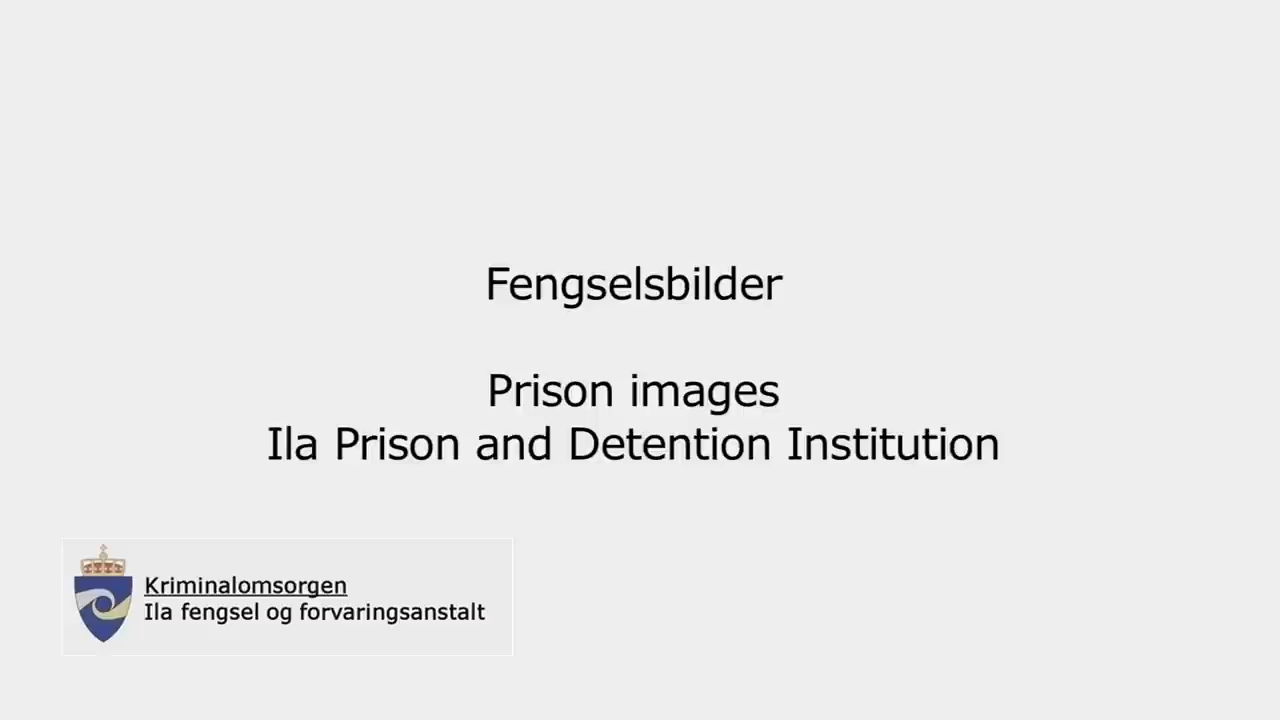 Fengselsbilder
Prison images
Ila Prison and Detention Institution
Kriminalomsorgen
Ila fengsel og forvaringsanstalt